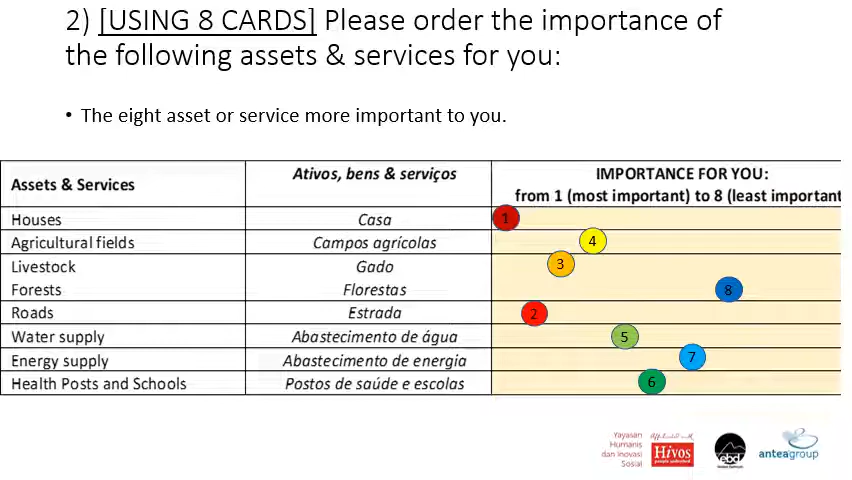 2) [USING 8 CARDS] Please order the importance of
the following assets & services for you:
• The eight asset or service more important to you.
Assets & Services
Ativos, bens & serviços
IMPORTANCE FOR YOU:
from 1 (most important) to 8 (least important
Houses Casa 1
Agricultural fields Campos agrícolas 4
Livestock Gado 3
Forests Florestas 8
Roads Estrada 2
Water supply Abastecimento de água 5
Energy supply Abastecimento de energia 7
Health Posts and Schools Postos de saúde e escolas 6
Yayasan
Humanis
dan Inovasi
Sosial
Hivos
people unlimited
ebd
anteagroup